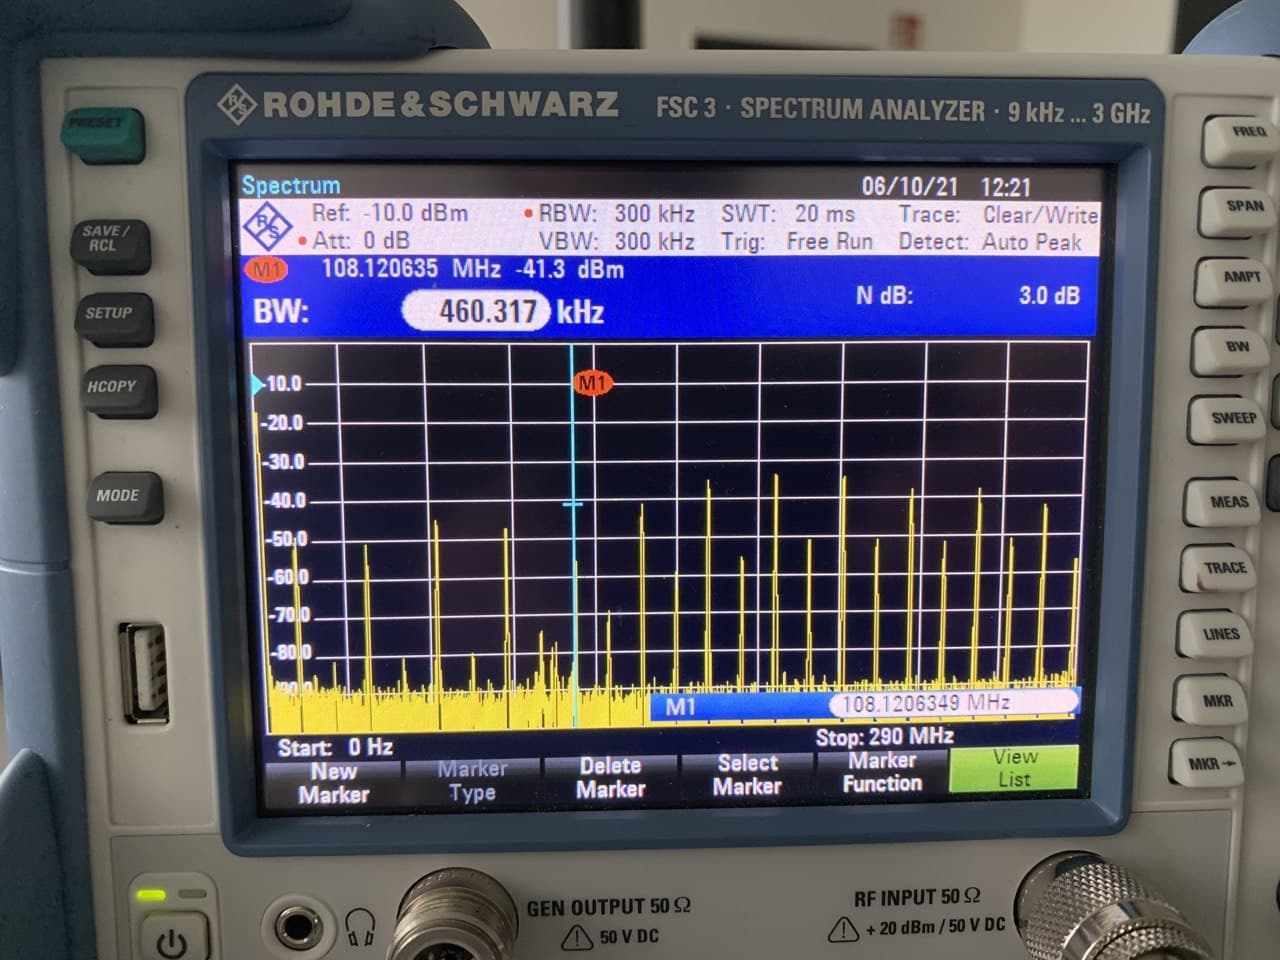 ROHDE & SCHWARZ FSC 3 · SPECTRUM ANALYZER · 9 kHz ... 3 GHz
PRESET
SAVE /
RCL
SETUP
HCOPY
MODE
Spectrum 06/10/21 12:21
R S
Ref: -10.0 dBm RBW: 300 kHz SWT: 20 ms Trace: Clear/Write
Att: 0 dB VBW: 300 kHz Trig: Free Run Detect: Auto Peak
M1 108.120635 MHz -41.3 dBm
BW: 460.317 kHz N dB: 3.0 dB
M1
-10.0
-20.0
-30.0
-40.0
-50.0
-60.0
-70.0
-80.0
-90.0
M1 108.1206349 MHz
Start: 0 Hz Stop: 290 MHz
New
Marker
Marker
Type
Delete
Marker
Select
Marker
Marker
Function
View
List
FREQ
SPAN
AMPT
BW
SWEEP
MEAS
TRACE
LINES
MKR
MKR→
GEN OUTPUT 50 Ω
50 V DC
RF INPUT 50 Ω
+ 20 dBm / 50 V DC